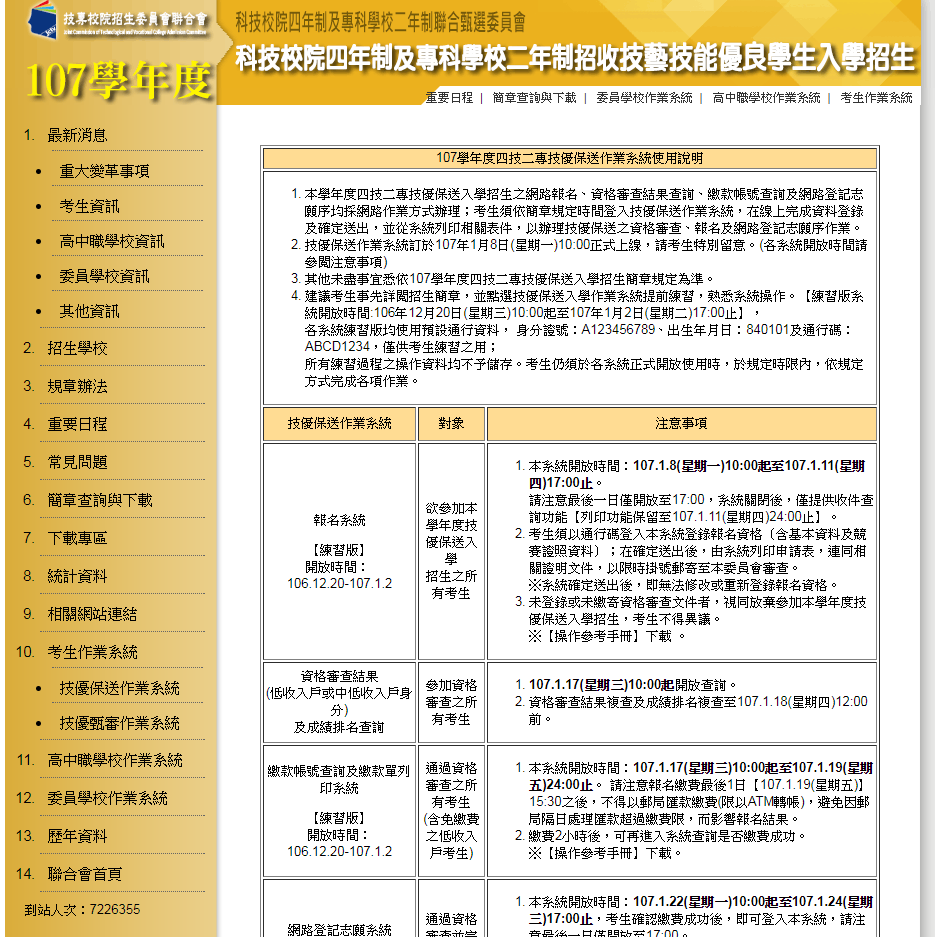 技專校院招生委員會聯合會
Joint Commission of Technological and Vocational College Admission Committee
107學年度
科技校院四年制及專科學校二年制聯合甄選委員會
科技校院四年制及專科學校二年制招收技藝技能優良學生入學招生
重要日程 | 簡章查詢與下載 | 委員學校作業系統 | 高中職學校作業系統 | 考生作業系統
1. 最新消息
• 重大變革事項
• 考生資訊
• 高中職學校資訊
• 委員學校資訊
• 其他資訊
2. 招生學校
3. 規章辦法
4. 重要日程
5. 常見問題
6. 簡章查詢與下載
7. 下載專區
8. 統計資料
9. 相關網站連結
10. 考生作業系統
• 技優保送作業系統
• 技優甄審作業系統
11. 高中職學校作業系統
12. 委員學校作業系統
13. 歷年資料
14. 聯合會首頁
到站人次：7226355
107學年度四技二專技優保送作業系統使用說明
1. 本學年度四技二專技優保送入學招生之網路報名、資格審查結果查詢、繳款帳號查詢及網路登記志
願序均採網路作業方式辦理；考生須依簡章規定時間登入技優保送作業系統，在線上完成資料登錄
及確定送出，並從系統列印相關表件，以辦理技優保送之資格審查、報名及網路登記志願序作業。
2. 技優保送作業系統訂於107年1月8日(星期一)10:00正式上線，請考生特別留意。(各系統開放時間請
參閱注意事項)
3. 其他未盡事宜悉依107學年度四技二專技優保送入學招生簡章規定為準。
4. 建議考生事先詳閱招生簡章，並點選技優保送入學作業系統提前練習，熟悉系統操作。【練習版系
統開放時間:106年12月20日(星期三)10:00起至107年1月2日(星期二)17:00止】，
各系統練習版均使用預設通行資料， 身分證號：A123456789、出生年月日：840101及通行碼：
ABCD1234，僅供考生練習之用；
所有練習過程之操作資料均不予儲存。考生仍須於各系統正式開放使用時，於規定時限內，依規定
方式完成各項作業。
技優保送作業系統
對象
注意事項
報名系統
【練習版】
開放時間：
106.12.20-107.1.2
欲參加本
學年度技
優保送入
學
招生之所
有考生
1. 本系統開放時間：107.1.8(星期一)10:00起至107.1.11(星期
四)17:00止。
請注意最後一日僅開放至17:00，系統關閉後，僅提供收件查
詢功能【列印功能保留至107.1.11(星期四)24:00止】。
2. 考生須以通行碼登入本系統登錄報名資格〔含基本資料及競
賽證照資料〕；在確定送出後，由系統列印申請表，連同相
關證明文件，以限時掛號郵寄至本委員會審查。
※系統確定送出後，即無法修改或重新登錄報名資格。
3. 未登錄或未繳寄資格審查文件者，視同放棄參加本學年度技
優保送入學招生，考生不得異議。
※【操作參考手冊】下載 。
資格審查結果
(低收入戶或中低收入戶身
分)
及成績排名查詢
參加資格
審查之所
有考生
1. 107.1.17(星期三)10:00起開放查詢。
2. 資格審查結果複查及成績排名複查至107.1.18(星期四)12:00
前。
繳款帳號查詢及繳款單列
印系統
【練習版】
開放時間：
106.12.20-107.1.2
通過資格
審查之所
有考生
(含免繳費
之低收入
戶考生)
1. 本系統開放時間：107.1.17(星期三)10:00起至107.1.19(星期
五)24:00止。 請注意報名繳費最後1日【107.1.19(星期五)】
15:30之後，不得以郵局匯款繳費(限以ATM轉帳)，避免因郵
局隔日處理匯款超過繳費限，而影響報名結果。
2. 繳費2小時後，可再進入系統查詢是否繳費成功。
※【操作參考手冊】下載。
網路登記志願系統
通過資格
審查並完
1. 本系統開放時間：107.1.22(星期一)10:00起至107.1.24(星期
三)17:00止，考生確認繳費成功後，即可登入本系統，請注
意最後一日僅開放至17:00。